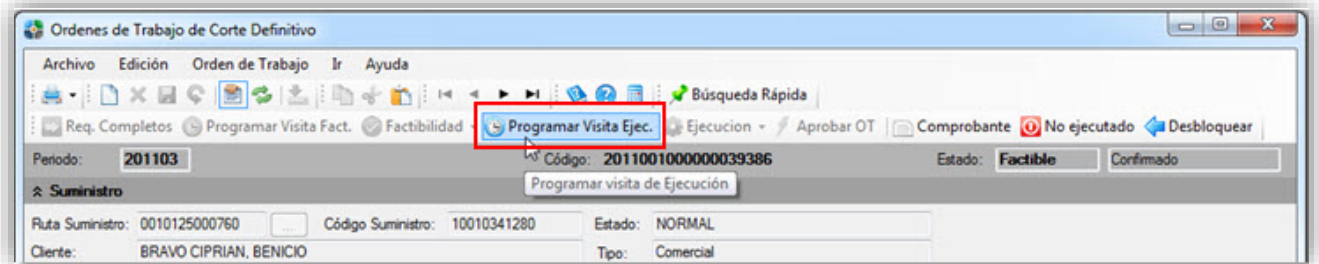 Ordenes de Trabajo de Corte Definitivo
Archivo Edición Orden de Trabajo Ir Ayuda
Búsqueda Rápida
Req. Completos Programar Visita Fact. Factibilidad Programar Visita Ejec. Ejecucion Aprobar OT Comprobante No ejecutado Desbloquear
Periodo: 201103 Código: 20110010000000039386 Estado: Factible Confirmado
Programar visita de Ejecución
Suministro
Ruta Suministro: 0010125000760 ... Código Suministro: 10010341280 Estado: NORMAL
Cliente: BRAVO CIPRIAN, BENICIO Tipo: Comercial